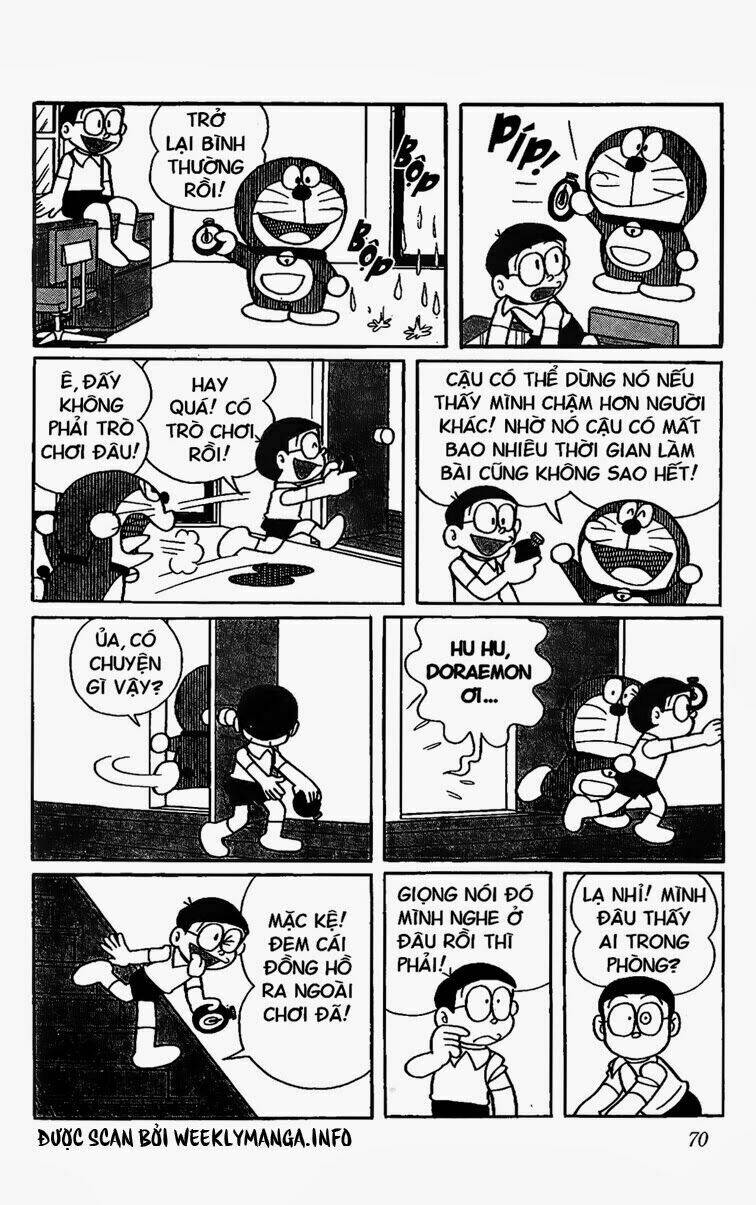 PÍP!
TRỞ
LẠI BÌNH
THƯỜNG
RỒI!
BỘP
BỘP
CẬU CÓ THỂ DÙNG NÓ NẾU
THẤY MÌNH CHẬM HƠN NGƯỜI
KHÁC! NHỜ NÓ CẬU CÓ MẤT
BAO NHIÊU THỜI GIAN LÀM
BÀI CŨNG KHÔNG SAO HẾT!
HAY
QUÁ! CÓ
TRÒ CHƠI
RỒI!
Ê, ĐẤY
KHÔNG
PHẢI TRÒ
CHƠI ĐÂU!
HU HU,
DORAEMON
ƠI...
ỦA, CÓ
CHUYỆN
GÌ VẬY?
LẠ NHỈ! MÌNH
ĐÂU THẤY
AI TRONG
PHÒNG?
GIỌNG NÓI ĐÓ
MÌNH NGHE Ở
ĐÂU RỒI THÌ
PHẢI!
MẶC KỆ!
ĐEM CÁI
ĐỒNG HỒ
RA NGOÀI
CHƠI ĐÃ!
ĐƯỢC SCAN BỞI WEEKLYMANGA.INFO
70